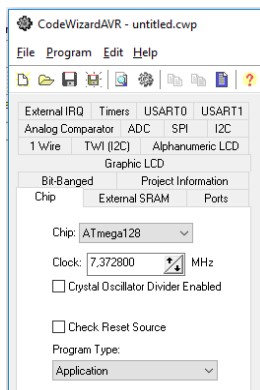 CodeWizardAVR - untitled.cwp
File Program Edit Help
External IRQ Timers USART0 USART1
Analog Comparator ADC SPI I2C
1 Wire TWI (I2C) Alphanumeric LCD
Graphic LCD
Bit-Banged Project Information
Chip External SRAM Ports
Chip: ATmega128
Clock: 7,372800 MHz
Crystal Oscillator Divider Enabled
Check Reset Source
Program Type:
Application